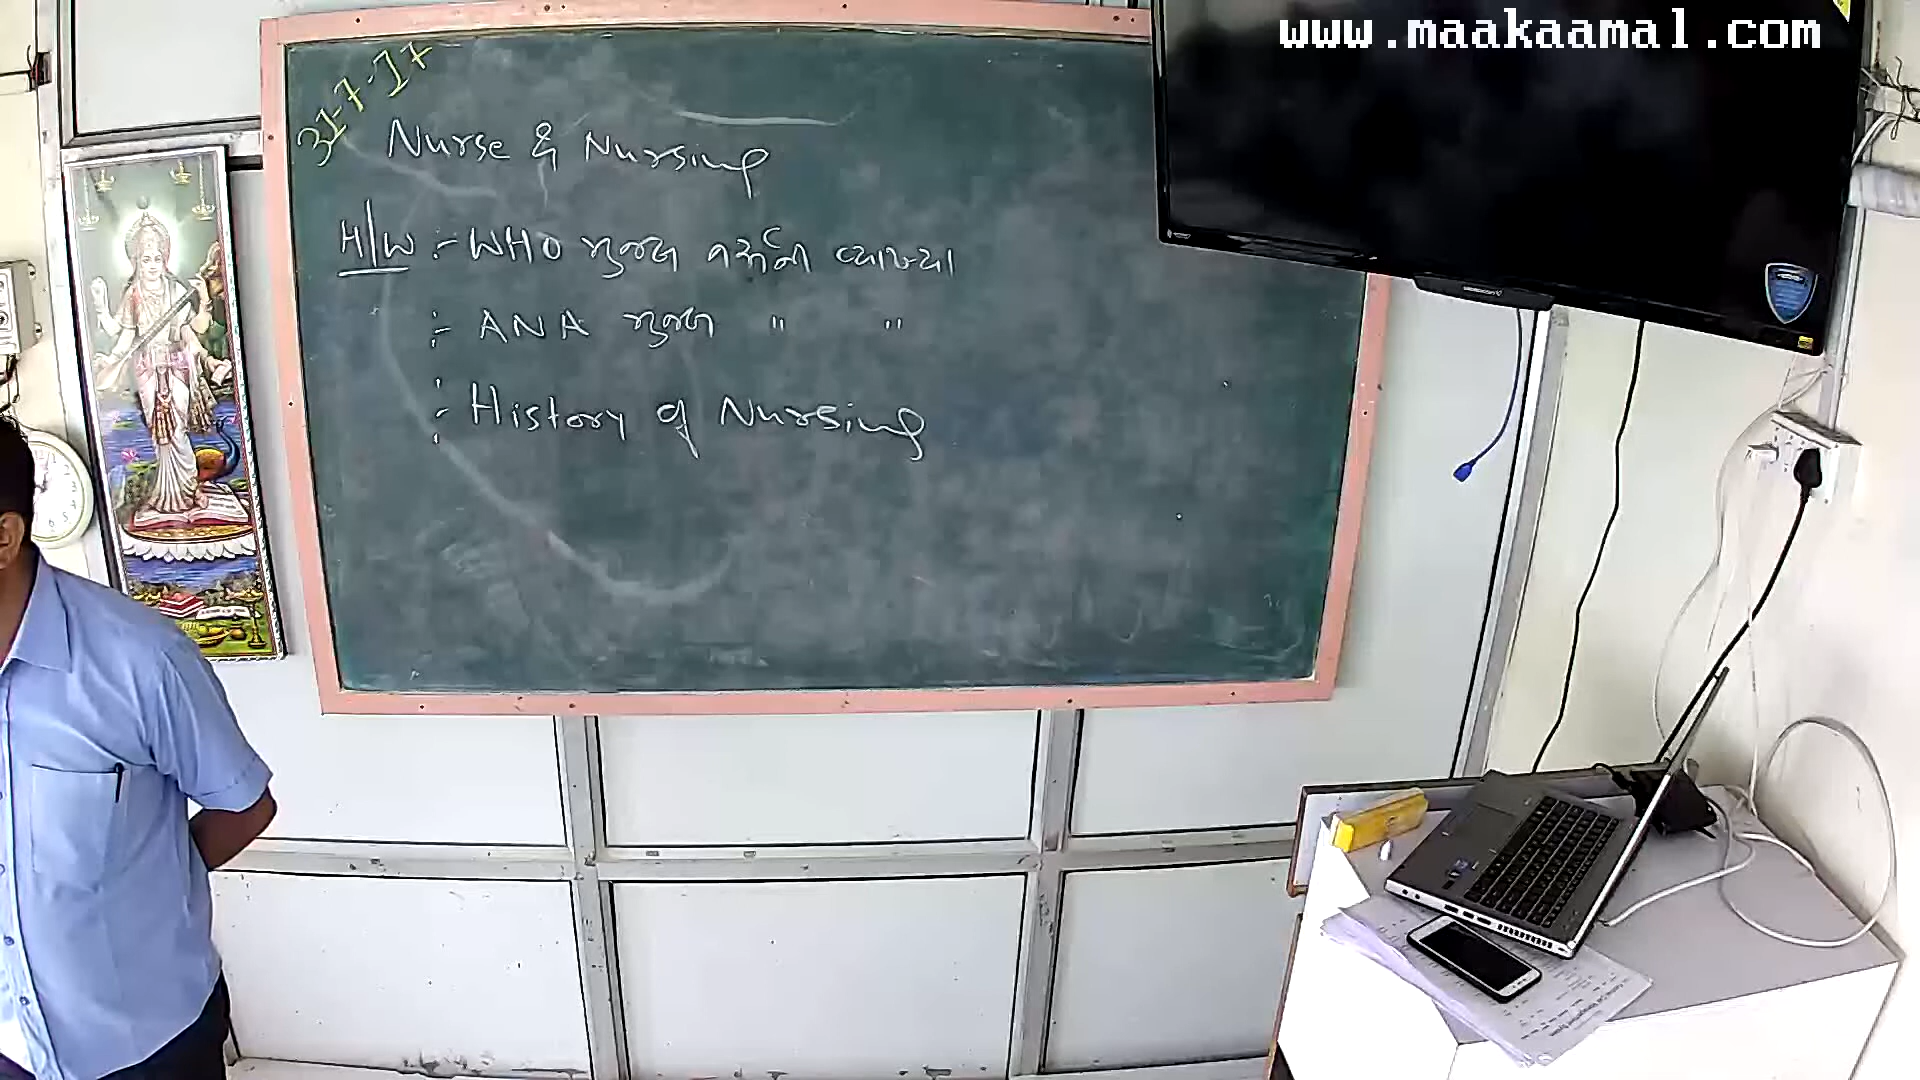 www.maakaamal.com
31-7-17
Nurse & Nursing
H/W :- WHO મુજબ નર્સની વ્યાખ્યા
:- ANA મુજબ " "
:- History of Nursing